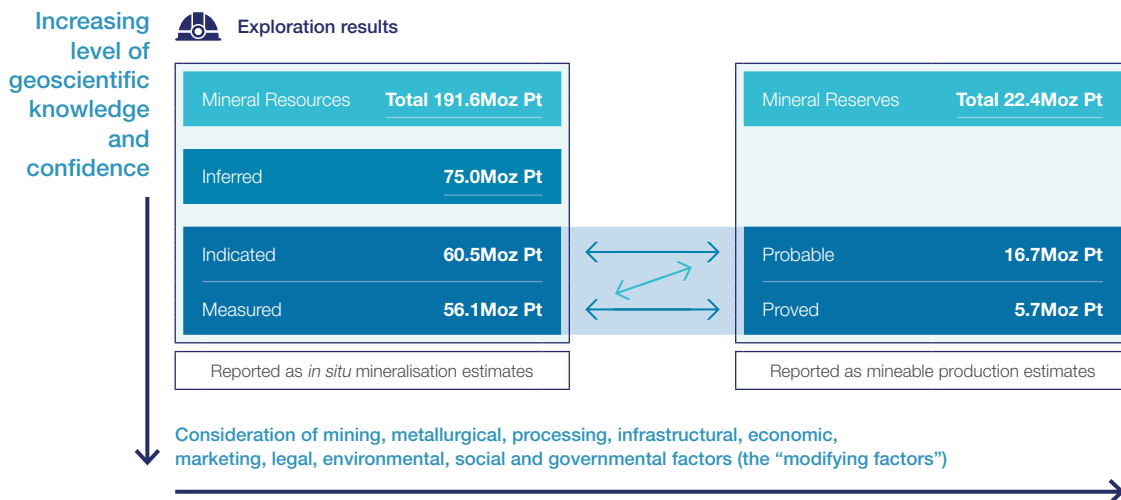 Increasing
level of
geoscientific
knowledge
and
confidence
Exploration results
Mineral Resources Total 191.6Moz Pt
Inferred 75.0Moz Pt
Indicated 60.5Moz Pt
Measured 56.1Moz Pt
Reported as in situ mineralisation estimates
Mineral Reserves Total 22.4Moz Pt
Probable 16.7Moz Pt
Proved 5.7Moz Pt
Reported as mineable production estimates
Consideration of mining, metallurgical, processing, infrastructural, economic,
marketing, legal, environmental, social and governmental factors (the “modifying factors”)